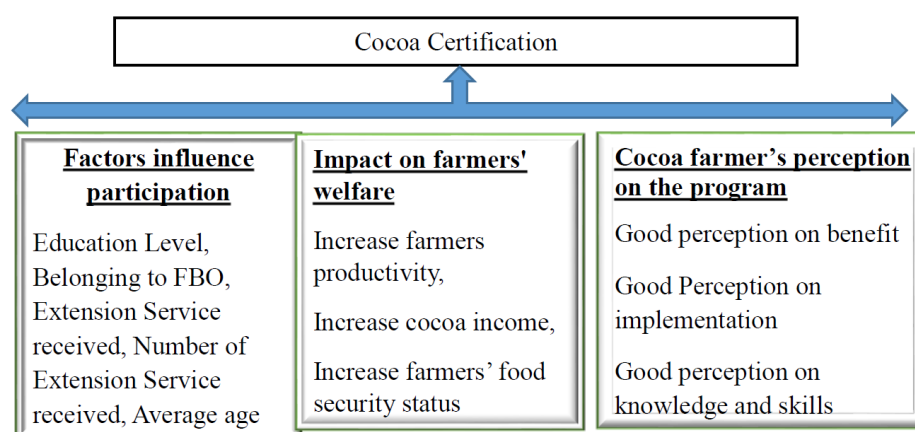 Cocoa Certification
Factors influence
participation
Education Level,
Belonging to FBO,
Extension Service
received, Number of
Extension Service
received, Average age
Impact on farmers'
welfare
Increase farmers
productivity,
Increase cocoa income,
Increase farmers’ food
security status
Cocoa farmer’s perception
on the program
Good perception on benefit
Good Perception on
implementation
Good perception on
knowledge and skills